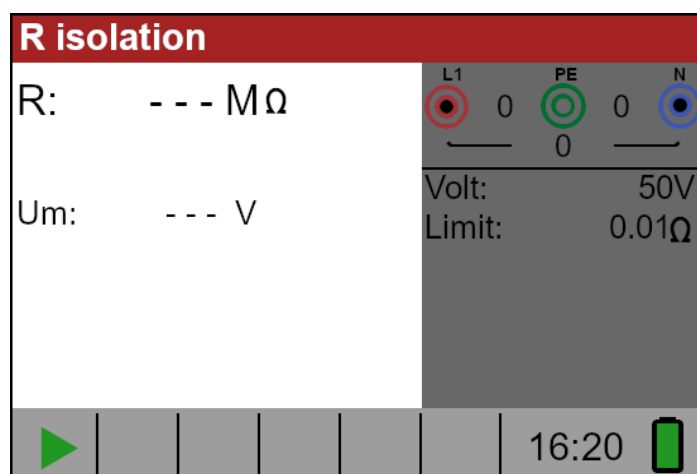 R isolation
R: - - - MΩ
Um: - - - V
L1 PE N
0 0
0
Volt: 50V
Limit: 0.01Ω
16:20